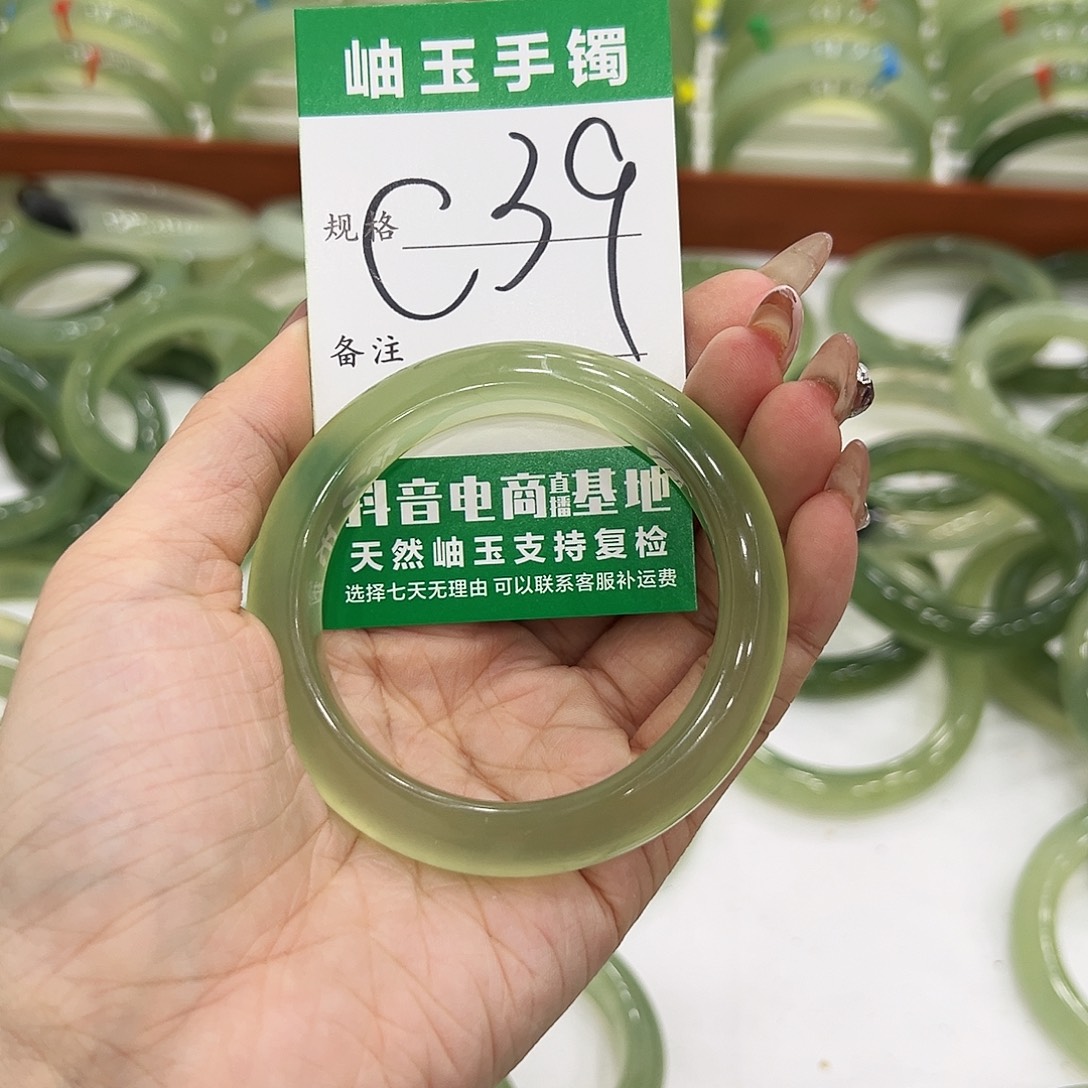 岫玉手镯
规格 C39
备注
抖音电商直播基地
天然岫玉支持复检
选择七天无理由 可以联系客服补运费